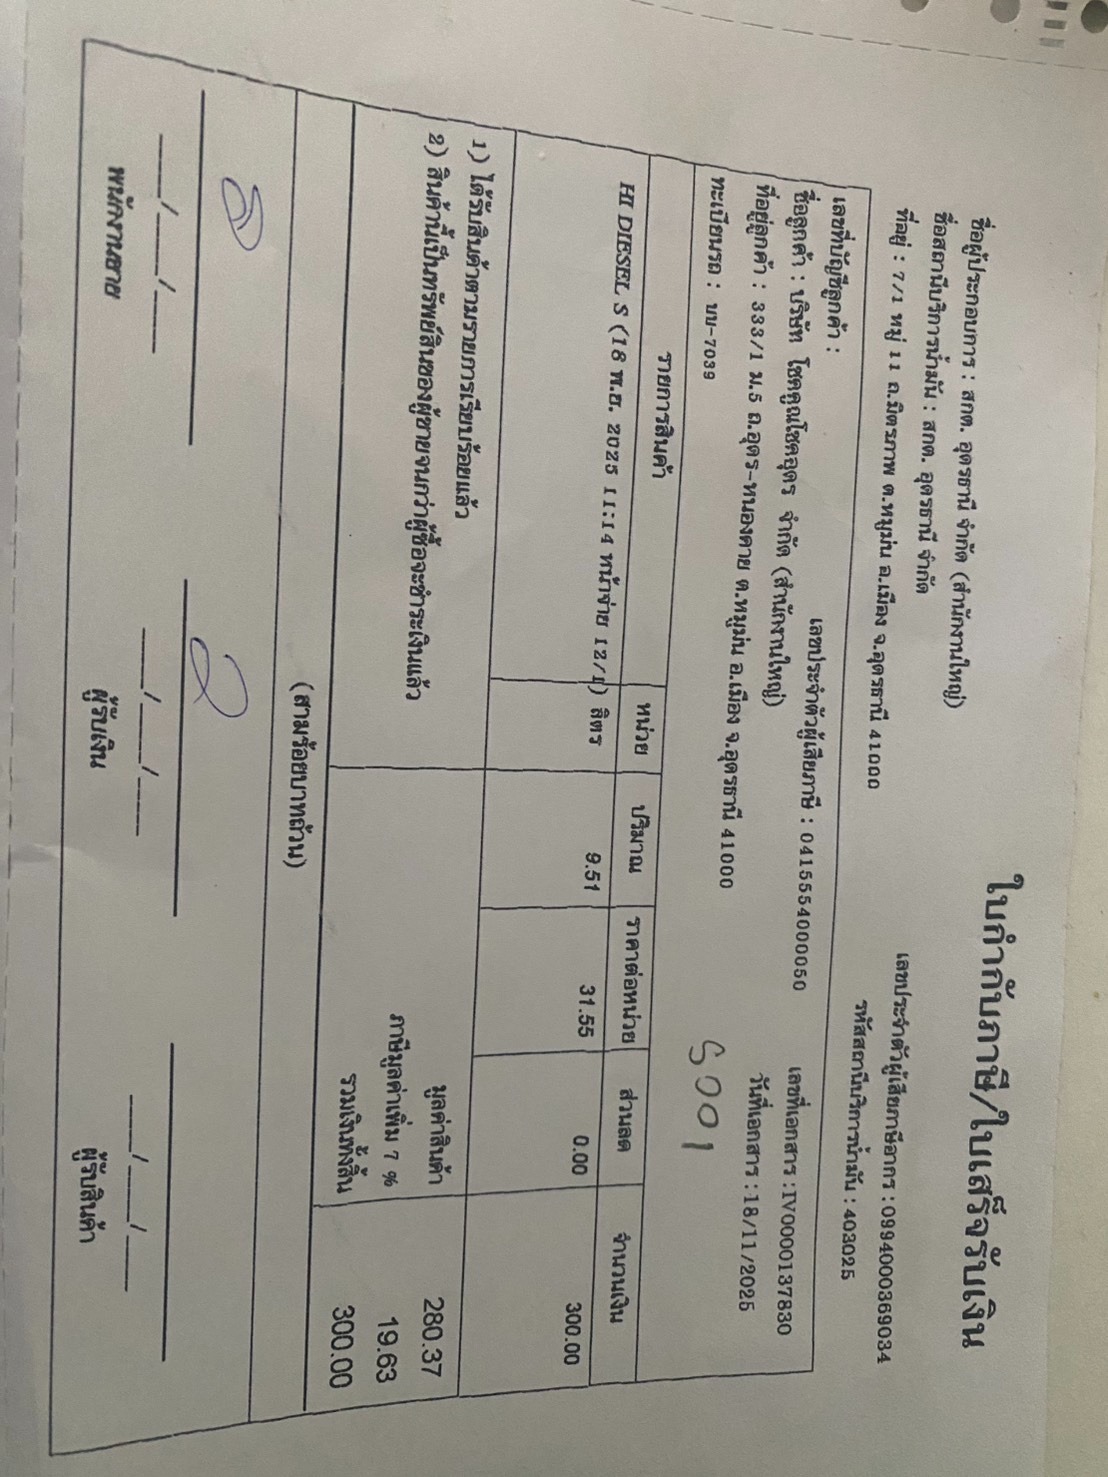 ใบกำกับภาษี/ใบเสร็จรับเงิน
ชื่อผู้ประกอบการ : สกต. อุดรธานี จำกัด (สำนักงานใหญ่)
เลขประจำตัวผู้เสียภาษีอากร : 0994000369034
ชื่อสถานีบริการน้ำมัน : สกต. อุดรธานี จำกัด
รหัสสถานีบริการน้ำมัน : 403025
ที่อยู่ : 7/1 หมู่ 11 ถ.มิตรภาพ ต.หมูม่น อ.เมือง จ.อุดรธานี 41000
เลขที่บัญชีลูกค้า :
เลขประจำตัวผู้เสียภาษี : 0415554000050
เลขที่เอกสาร : IV0000137830
ชื่อลูกค้า : บริษัท โชคคูณโชคอุดร จำกัด (สำนักงานใหญ่)
วันที่เอกสาร : 18/11/2025
ที่อยู่ลูกค้า : 333/1 ม.5 ถ.อุดร-หนองคาย ต.หมูม่น อ.เมือง จ.อุดรธานี 41000
ทะเบียนรถ : บบ-7039
5001
รายการสินค้า หน่วย ปริมาณ ราคาต่อหน่วย ส่วนลด จำนวนเงิน
HI DIESEL S (18 พ.ย. 2025 11:14 หน้าจ่าย 12/1) ลิตร 9.51 31.55 0.00 300.00
1) ได้รับสินค้าตามรายการเรียบร้อยแล้ว
2) สินค้านี้เป็นทรัพย์สินของผู้ขายจนกว่าผู้ซื้อจะชำระเงินแล้ว
มูลค่าสินค้า 280.37
ภาษีมูลค่าเพิ่ม 7 % 19.63
รวมเงินทั้งสิ้น 300.00
(สามร้อยบาทถ้วน)
___/___/___ ___/___/___ ___/___/___
พนักงานขาย ผู้รับเงิน ผู้รับสินค้า